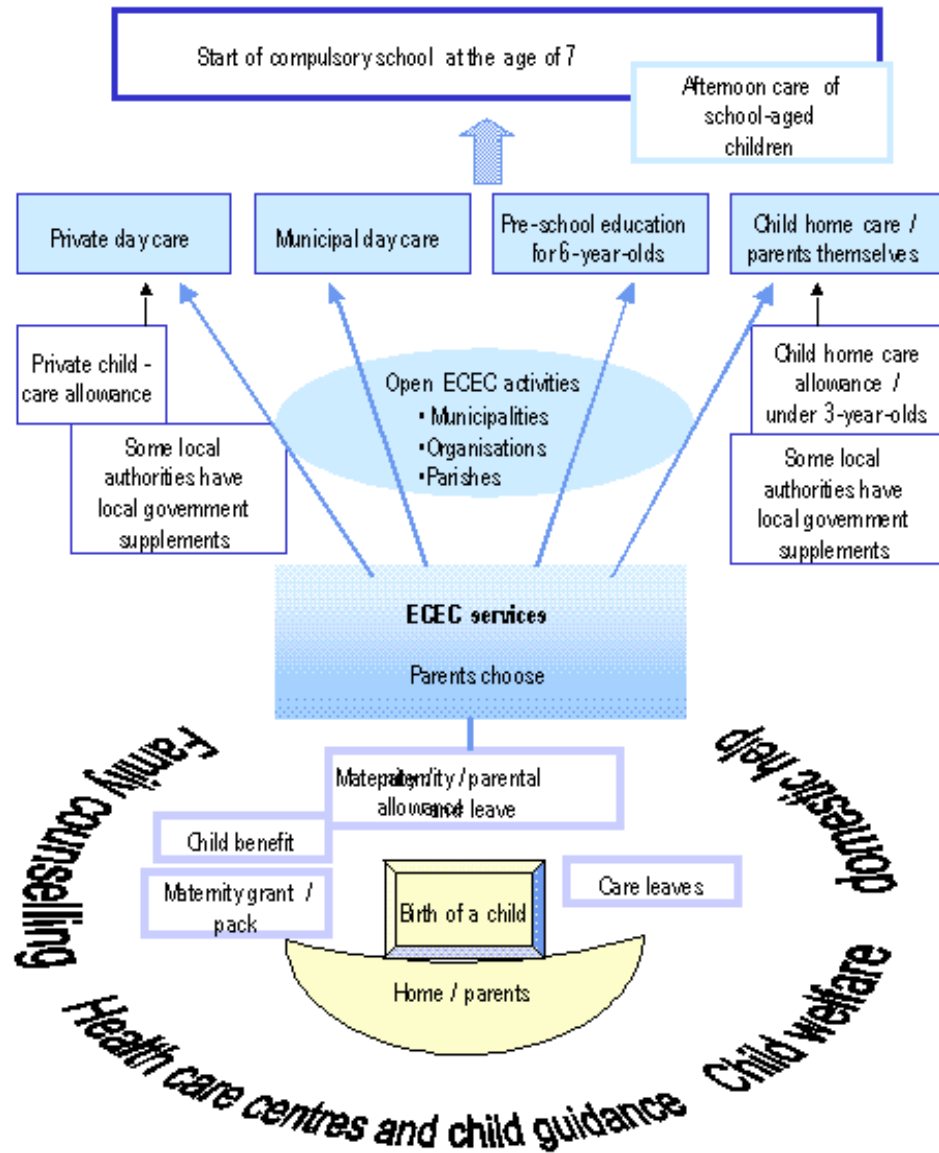 Start of compulsory school at the age of 7
Afternoon care of
school-aged
children
Private day care
Municipal day care
Pre-school education
for 6-year-olds
Child home care /
parents themselves
Private child -
care allowance
Some local
authorities have
local government
supplements
Open ECEC activities
• Municipalities
• Organisations
• Parishes
Child home care
allowance /
under 3-year-olds
Some local
authorities have
local government
supplements
ECEC services
Parents choose
Family counselling
domestic help
/ parental
and leave
Child benefit
Maternity grant /
pack
Care leaves
Birth of a child
Home / parents
Health care centres and child guidance
Child welfare